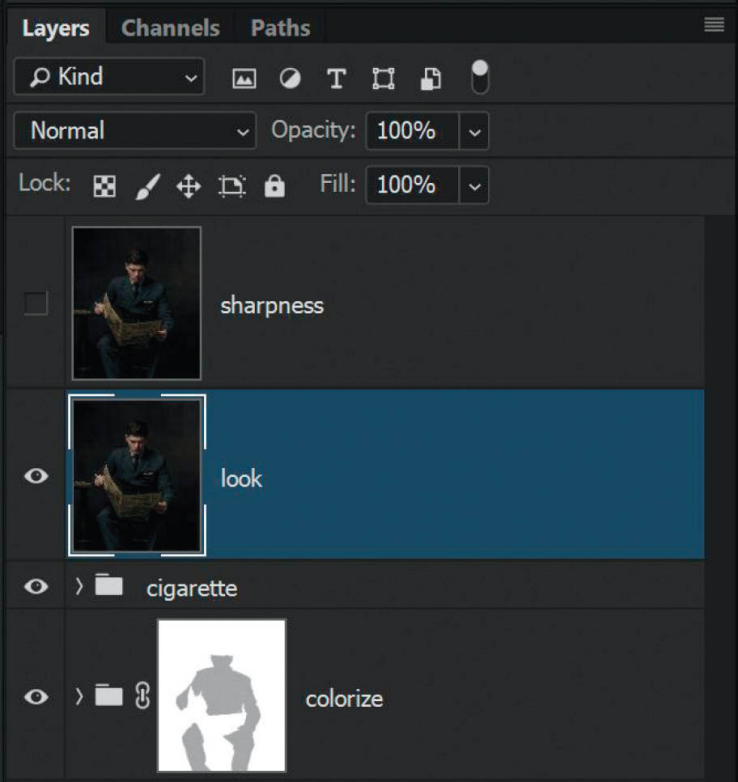 Layers Channels Paths
Kind
Normal Opacity: 100%
Lock: Fill: 100%
sharpness
look
cigarette
colorize